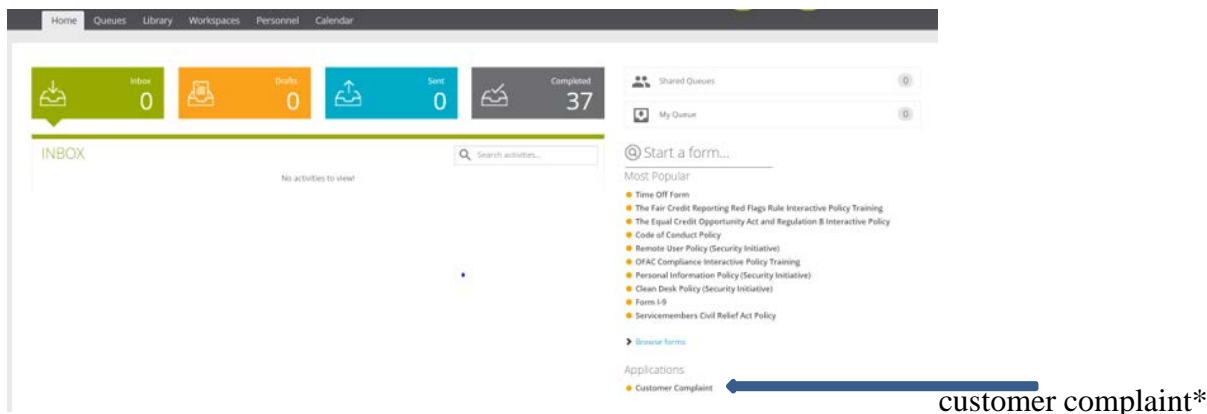 Home Queues Library Workspaces Personnel Calendar
Inbox
0
Drafts
0
Sent
0
Completed
37
INBOX
Search activities...
No activities to view!
Shared Queues 0
My Queue 0
Start a form...
Most Popular
Time Off Form
The Fair Credit Reporting Red Flags Rule Interactive Policy Training
The Equal Credit Opportunity Act and Regulation B Interactive Policy
Code of Conduct Policy
Remote User Policy (Security Initiative)
OFAC Compliance Interactive Policy Training
Personal Information Policy (Security Initiative)
Clean Desk Policy (Security Initiative)
Form I-9
Servicemembers Civil Relief Act Policy
Browse forms
Applications
Customer Complaint
customer complaint*